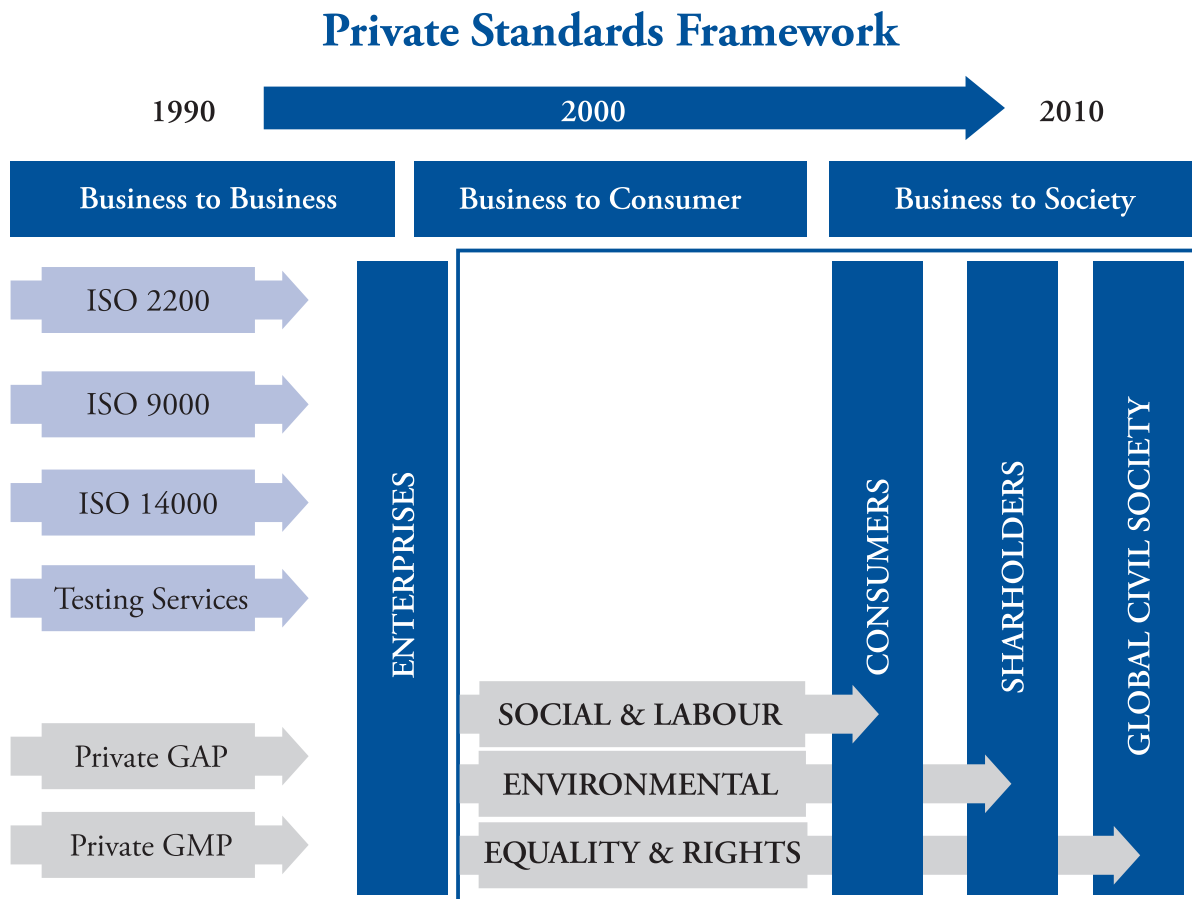 Private Standards Framework
1990
2000
2010
Business to Business
Business to Consumer
Business to Society
ISO 2200
ISO 9000
ISO 14000
Testing Services
Private GAP
Private GMP
ENTERPRISES
SOCIAL & LABOUR
ENVIRONMENTAL
EQUALITY & RIGHTS
CONSUMERS
SHARHOLDERS
GLOBAL CIVIL SOCIETY